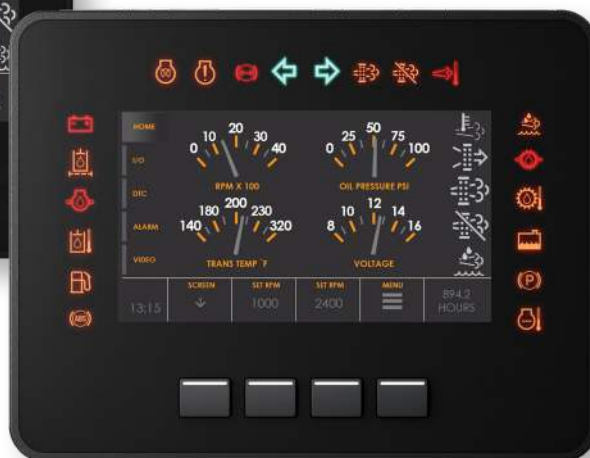 HOME
I/O
DTC
ALARM
VIDEO
0 10 20 30 40
RPM X 100
0 25 50 75 100
OIL PRESSURE PSI
140 180 200 230 320
TRANS TEMP °F
8 10 12 14 16
VOLTAGE
13:15
SCREEN
SET RPM
1000
SET RPM
2400
MENU
894.2
HOURS
(ABS)
(P)